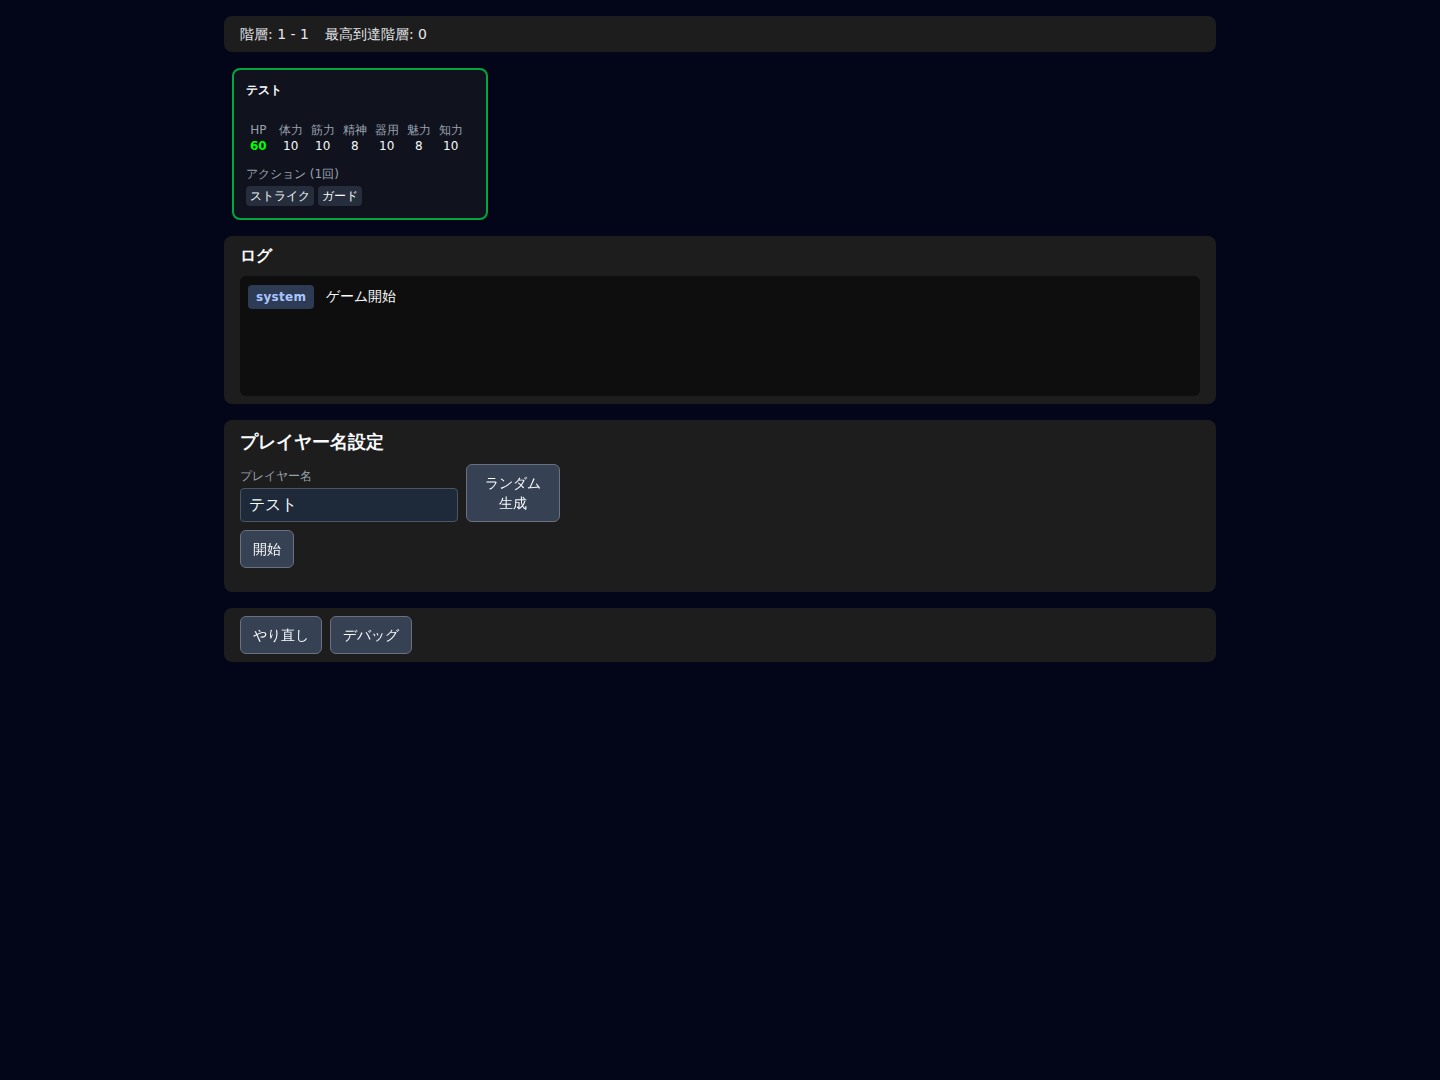 階層: 1 - 1 最高到達階層: 0
テスト
HP 体力 筋力 精神 器用 魅力 知力
60 10 10 8 10 8 10
アクション (1回)
ストライク ガード
ログ
system ゲーム開始
プレイヤー名設定
プレイヤー名
テスト
ランダム
生成
開始
やり直し デバッグ